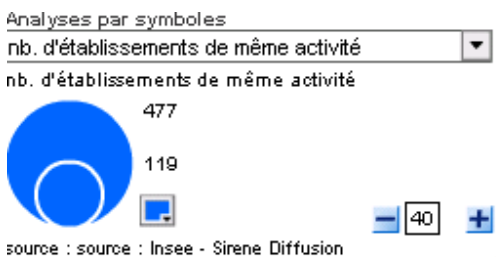 Analyses par symboles
nb. d'établissements de même activité
nb. d'établissements de même activité
477
119
40
source : source : Insee - Sirene Diffusion